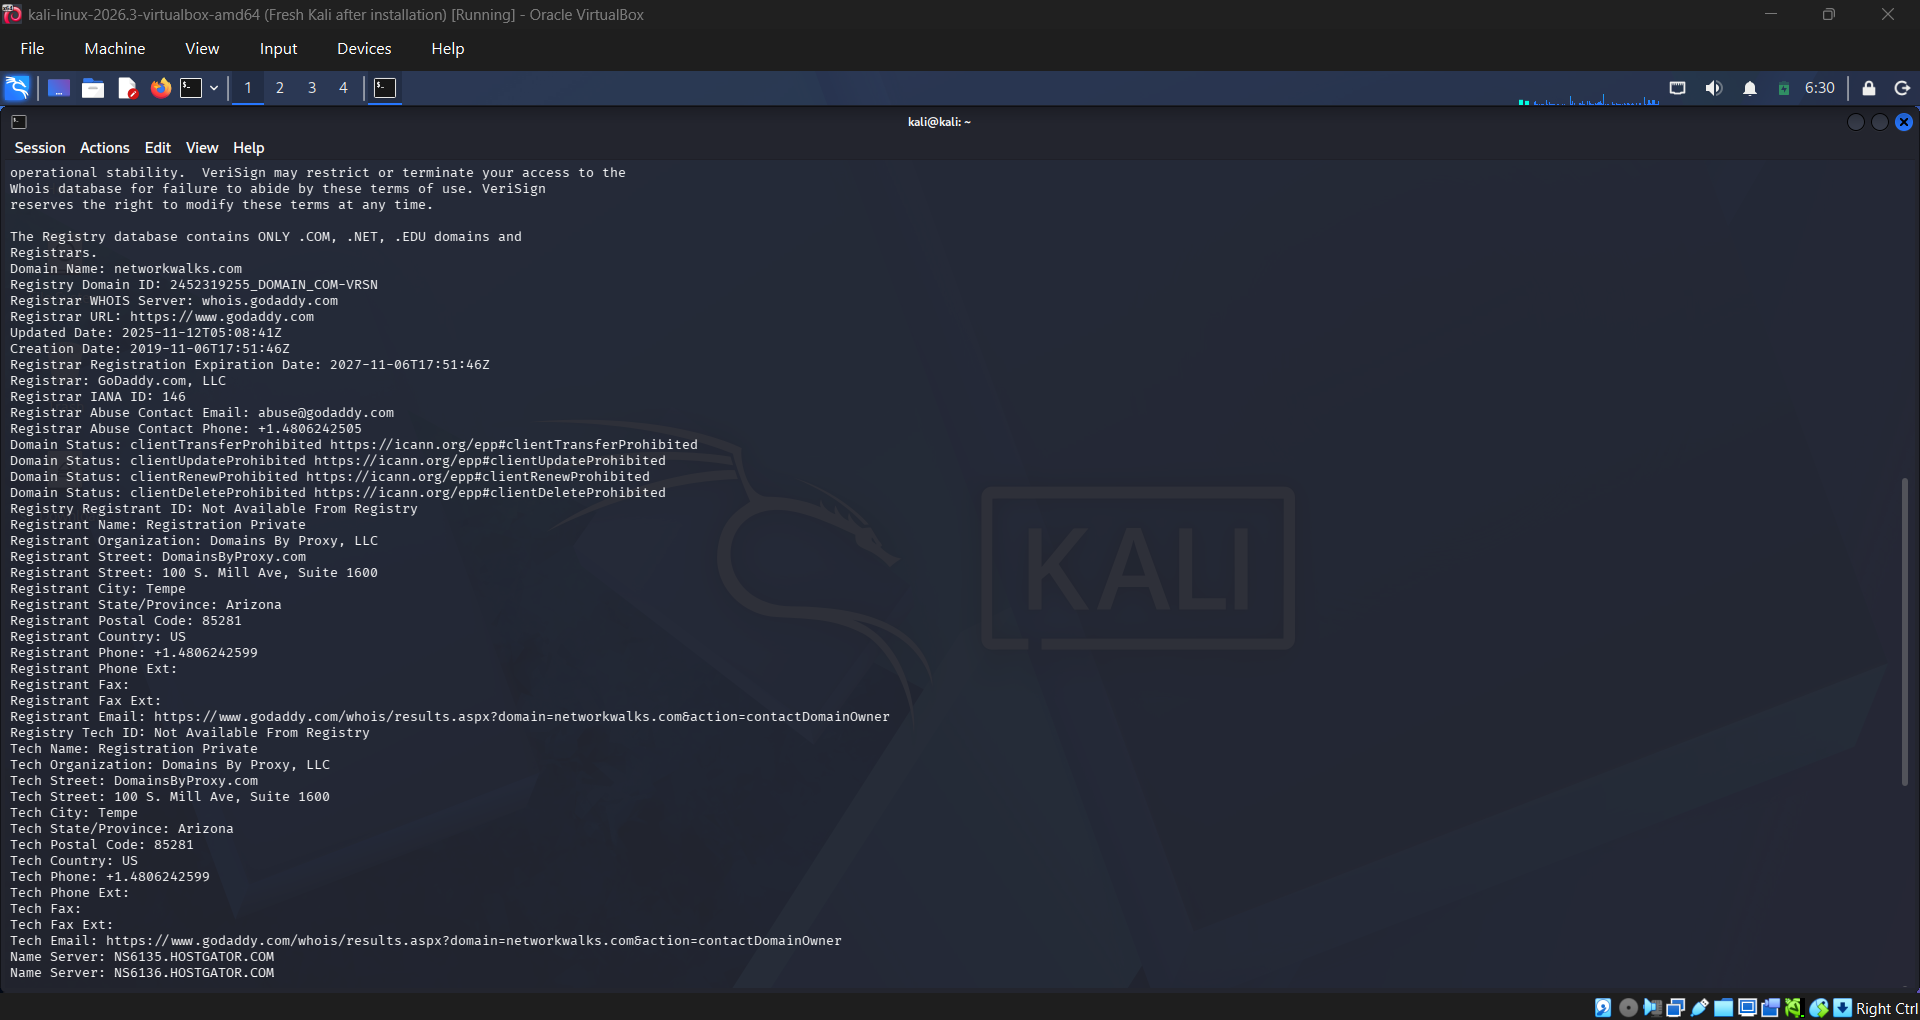 kali-linux-2026.3-virtualbox-amd64 (Fresh Kali after installation) [Running] - Oracle VirtualBox
File Machine View Input Devices Help
1 2 3 4 6:30
kali@kali: ~
Session Actions Edit View Help
operational stability.  VeriSign may restrict or terminate your access to the
Whois database for failure to abide by these terms of use. VeriSign
reserves the right to modify these terms at any time.
The Registry database contains ONLY .COM, .NET, .EDU domains and
Registrars.
Domain Name: networkwalks.com
Registry Domain ID: 2452319255_DOMAIN_COM-VRSN
Registrar WHOIS Server: whois.godaddy.com
Registrar URL: https://www.godaddy.com
Updated Date: 2025-11-12T05:08:41Z
Creation Date: 2019-11-06T17:51:46Z
Registrar Registration Expiration Date: 2027-11-06T17:51:46Z
Registrar: GoDaddy.com, LLC
Registrar IANA ID: 146
Registrar Abuse Contact Email: abuse@godaddy.com
Registrar Abuse Contact Phone: +1.4806242505
Domain Status: clientTransferProhibited https://icann.org/epp#clientTransferProhibited
Domain Status: clientUpdateProhibited https://icann.org/epp#clientUpdateProhibited
Domain Status: clientRenewProhibited https://icann.org/epp#clientRenewProhibited
Domain Status: clientDeleteProhibited https://icann.org/epp#clientDeleteProhibited
Registry Registrant ID: Not Available From Registry
Registrant Name: Registration Private
Registrant Organization: Domains By Proxy, LLC
Registrant Street: DomainsByProxy.com
Registrant Street: 100 S. Mill Ave, Suite 1600
Registrant City: Tempe
Registrant State/Province: Arizona
Registrant Postal Code: 85281
Registrant Country: US
Registrant Phone: +1.4806242599
Registrant Phone Ext:
Registrant Fax:
Registrant Fax Ext:
Registrant Email: https://www.godaddy.com/whois/results.aspx?domain=networkwalks.com&action=contactDomainOwner
Registry Tech ID: Not Available From Registry
Tech Name: Registration Private
Tech Organization: Domains By Proxy, LLC
Tech Street: DomainsByProxy.com
Tech Street: 100 S. Mill Ave, Suite 1600
Tech City: Tempe
Tech State/Province: Arizona
Tech Postal Code: 85281
Tech Country: US
Tech Phone: +1.4806242599
Tech Phone Ext:
Tech Fax:
Tech Fax Ext:
Tech Email: https://www.godaddy.com/whois/results.aspx?domain=networkwalks.com&action=contactDomainOwner
Name Server: NS6135.HOSTGATOR.COM
Name Server: NS6136.HOSTGATOR.COM
KALI
Right Ctrl